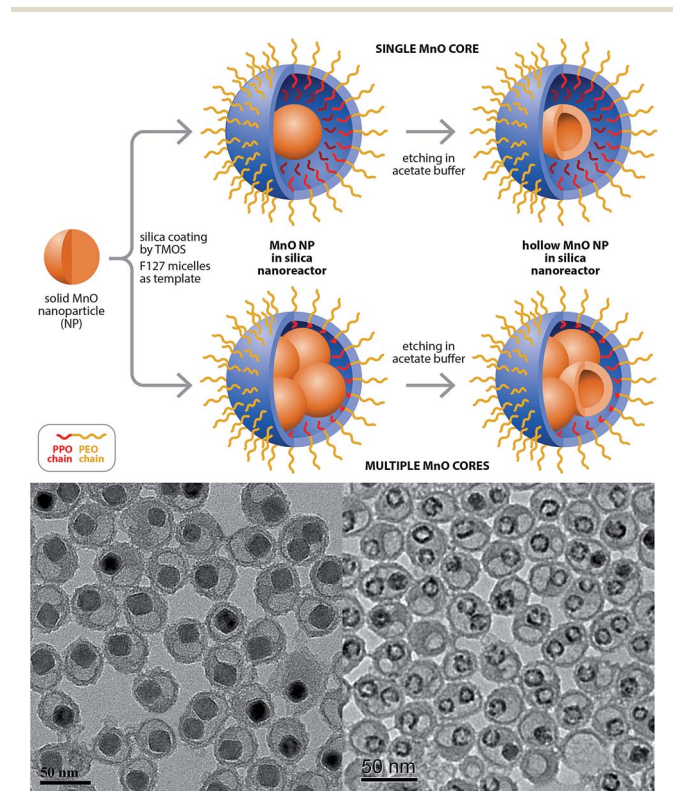 SINGLE MnO CORE
etching in
acetate buffer
silica coating
by TMOS
F127 micelles
as template
solid MnO
nanoparticle
(NP)
MnO NP
in silica
nanoreactor
hollow MnO NP
in silica
nanoreactor
etching in
acetate buffer
PPO PEO
chain chain
MULTIPLE MnO CORES
50 nm
50 nm